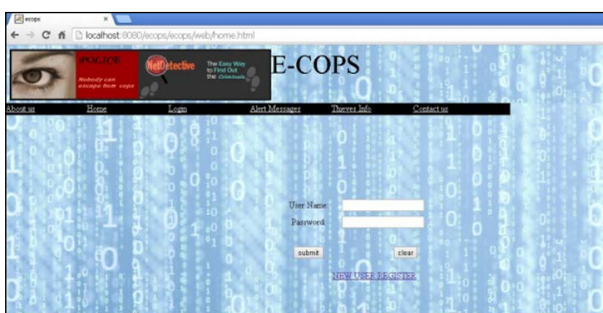 ecops
localhost:8080/ecops/ecops/web/home.html
Nobody can
escape from cops
NetDetective
The Easy Way
to Find Out
the Criminals
E-COPS
About us Home Login Alert Messages Thieves Info Contact us
User Name
Password
submit clear
NEW USER REGISTER